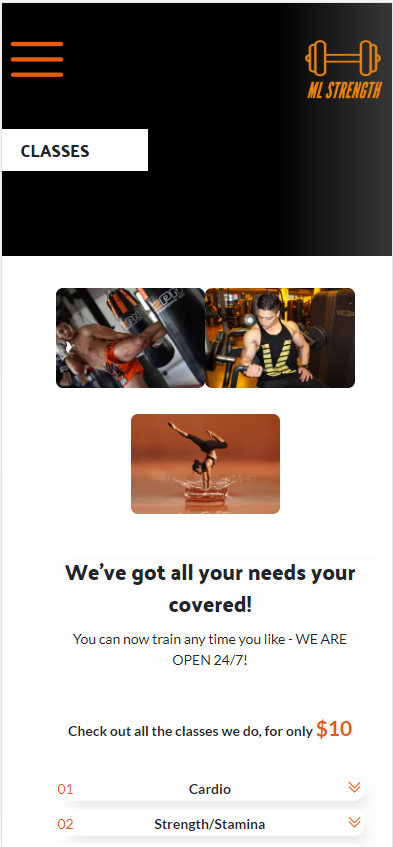 ML STRENGTH
CLASSES
We've got all your needs your
covered!
You can now train any time you like - WE ARE
OPEN 24/7!
Check out all the classes we do, for only $10
01 Cardio
02 Strength/Stamina